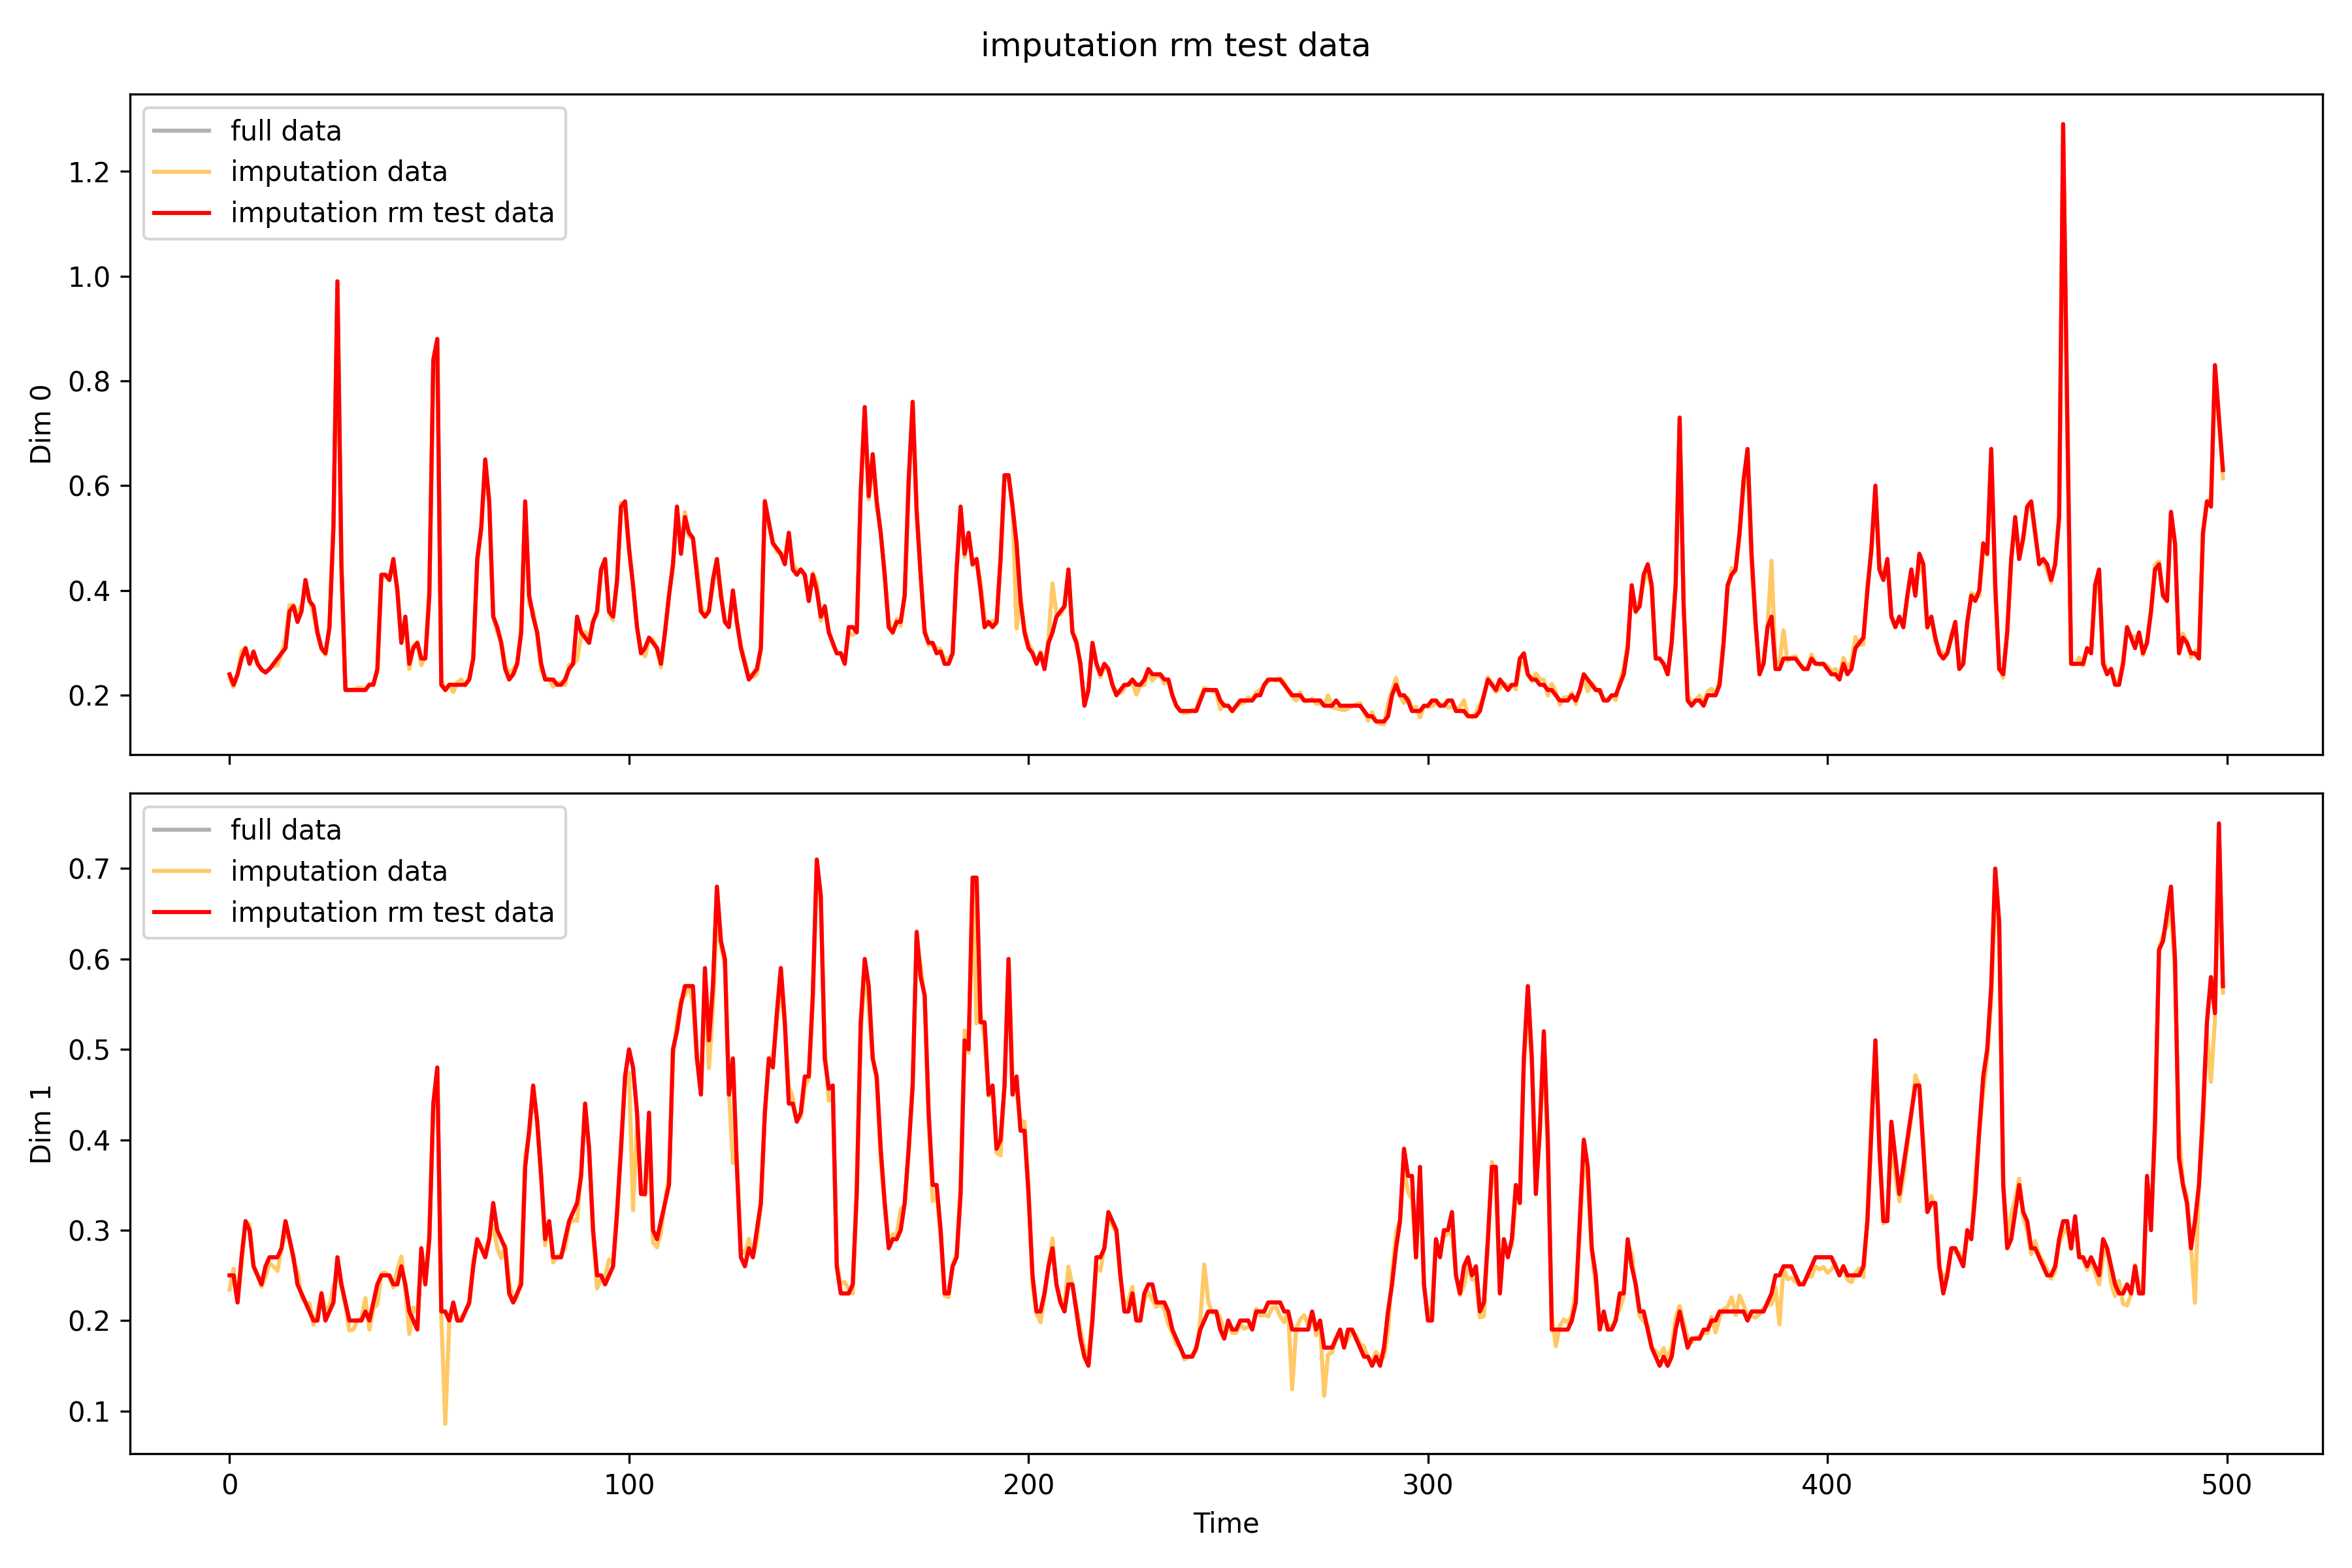 imputation rm test data
full data
imputation data
imputation rm test data
1.2
1.0
0.8
0.6
0.4
0.2
Dim 0
full data
imputation data
imputation rm test data
0.7
0.6
0.5
0.4
0.3
0.2
0.1
Dim 1
0 100 200 300 400 500
Time